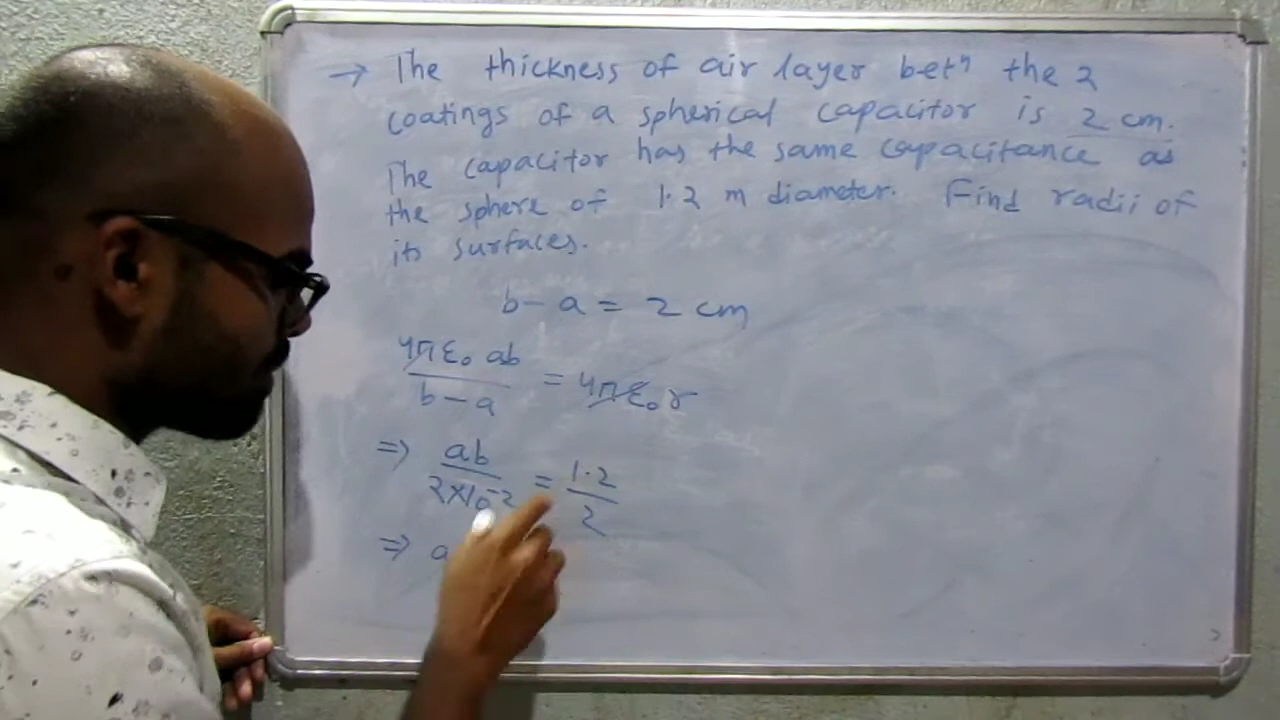 → The thickness of air layer betn the 2
coatings of a spherical capacitor is 2 cm.
The capacitor has the same capacitance as
the sphere of 1.2 m diameter. Find radii of
its surfaces.
b - a = 2 cm
4πε₀ ab / b - a = 4πε₀ r
⇒ ab / 2×10⁻² = 1.2 / 2
⇒ a